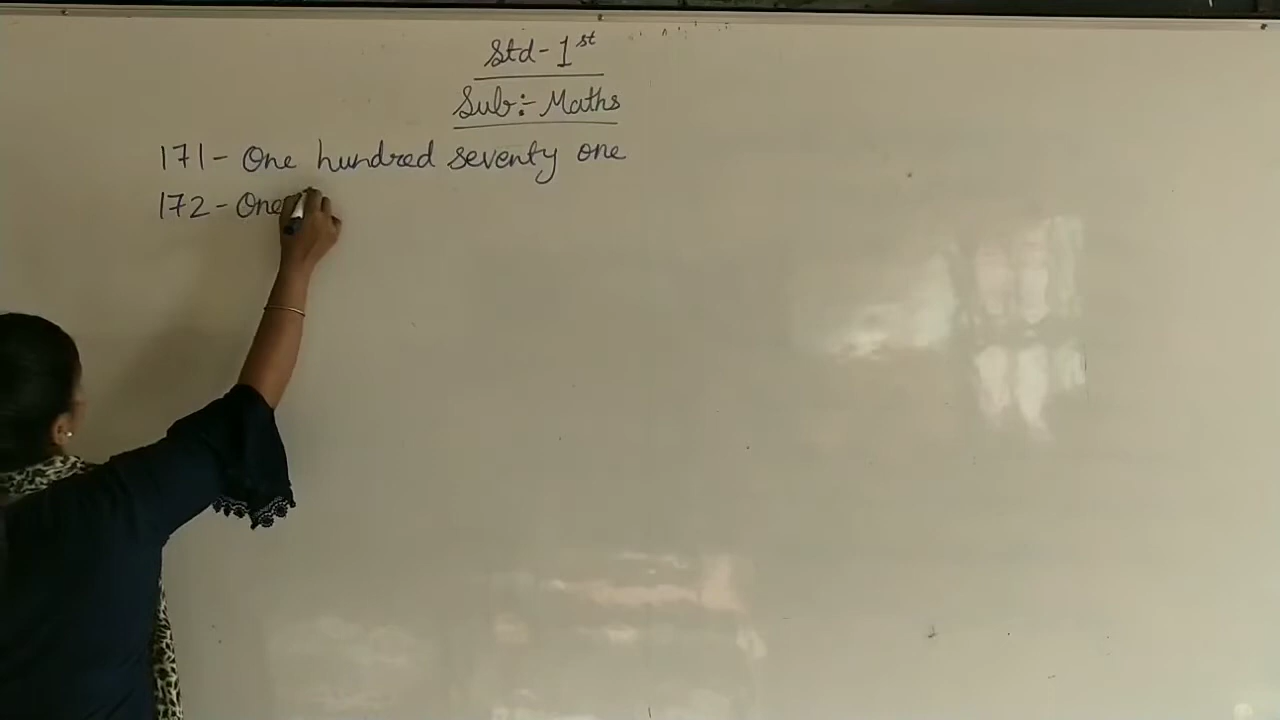 Std - 1st
Sub:- Maths
171 - One hundred seventy one
172 - One